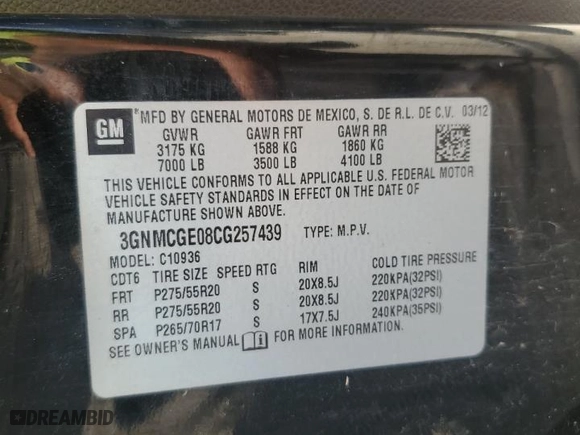 GM
MFD BY GENERAL MOTORS DE MEXICO, S. DE R.L. DE C.V. 03/12
GVWR GAWR FRT GAWR RR
3175 KG 1588 KG 1860 KG
7000 LB 3500 LB 4100 LB
THIS VEHICLE CONFORMS TO ALL APPLICABLE U.S. FEDERAL MOTOR
VEHICLE SAFETY STANDARDS IN EFFECT ON THE DATE OF
MANUFACTURE SHOWN ABOVE.
3GNMCGE08CG257439 TYPE: M.P.V.
MODEL: C10936
CDT6 TIRE SIZE SPEED RTG RIM COLD TIRE PRESSURE
FRT P275/55R20 S 20X8.5J 220KPA(32PSI)
RR P275/55R20 S 20X8.5J 220KPA(32PSI)
SPA P265/70R17 S 17X7.5J 240KPA(35PSI)
SEE OWNER'S MANUAL FOR MORE INFORMATION.
DREAMBID